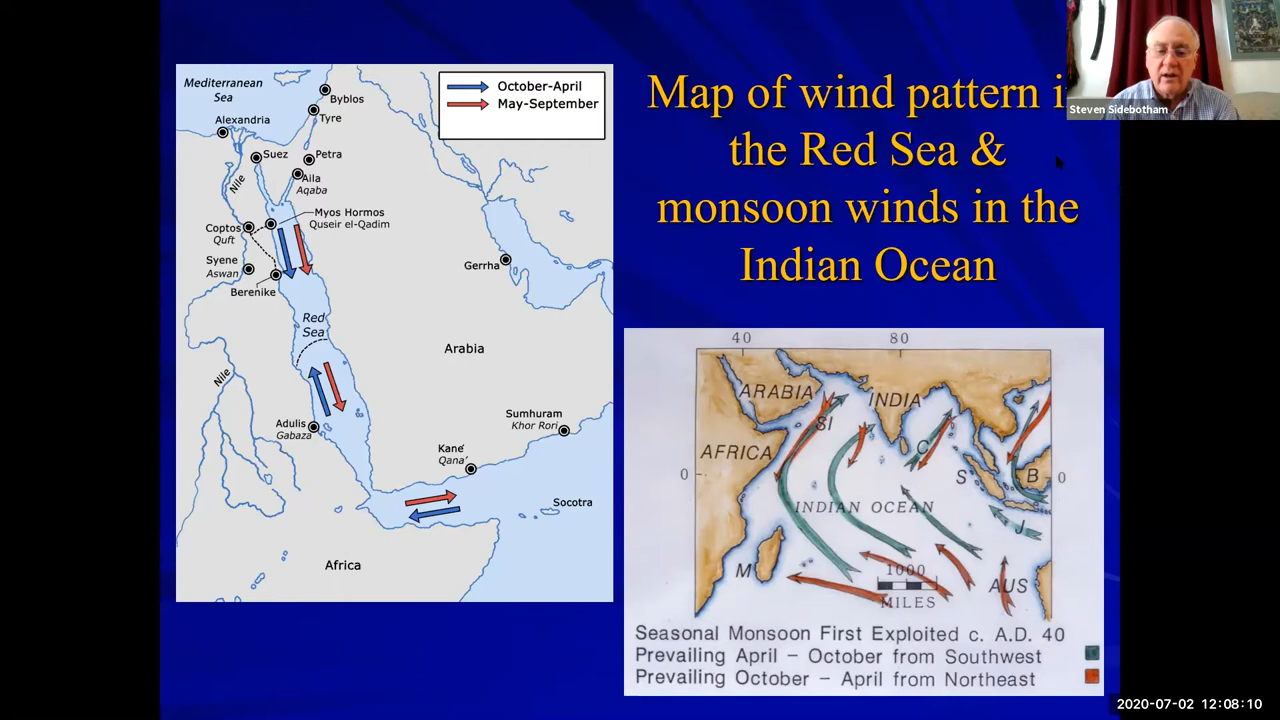 Mediterranean
Sea
Byblos
Tyre
Alexandria
Suez
Petra
Aila
Aqaba
Nile
Myos Hormos
Quseir el-Qadim
Coptos
Quft
Syene
Aswan
Berenike
Gerrha
Red
Sea
Arabia
Nile
Adulis
Gabaza
Sumhuram
Khor Rori
Kane
Qana'
Socotra
Africa
October-April
May-September
Map of wind pattern i
the Red Sea &
monsoon winds in the
Indian Ocean
Steven Sidebotham
40 80
ARABIA
INDIA
SI
AFRICA
C
0 S B 0
INDIAN OCEAN
J
M
1000
MILES
AUS
Seasonal Monsoon First Exploited c. A.D. 40
Prevailing April – October from Southwest
Prevailing October – April from Northeast
2020-07-02 12:08:10